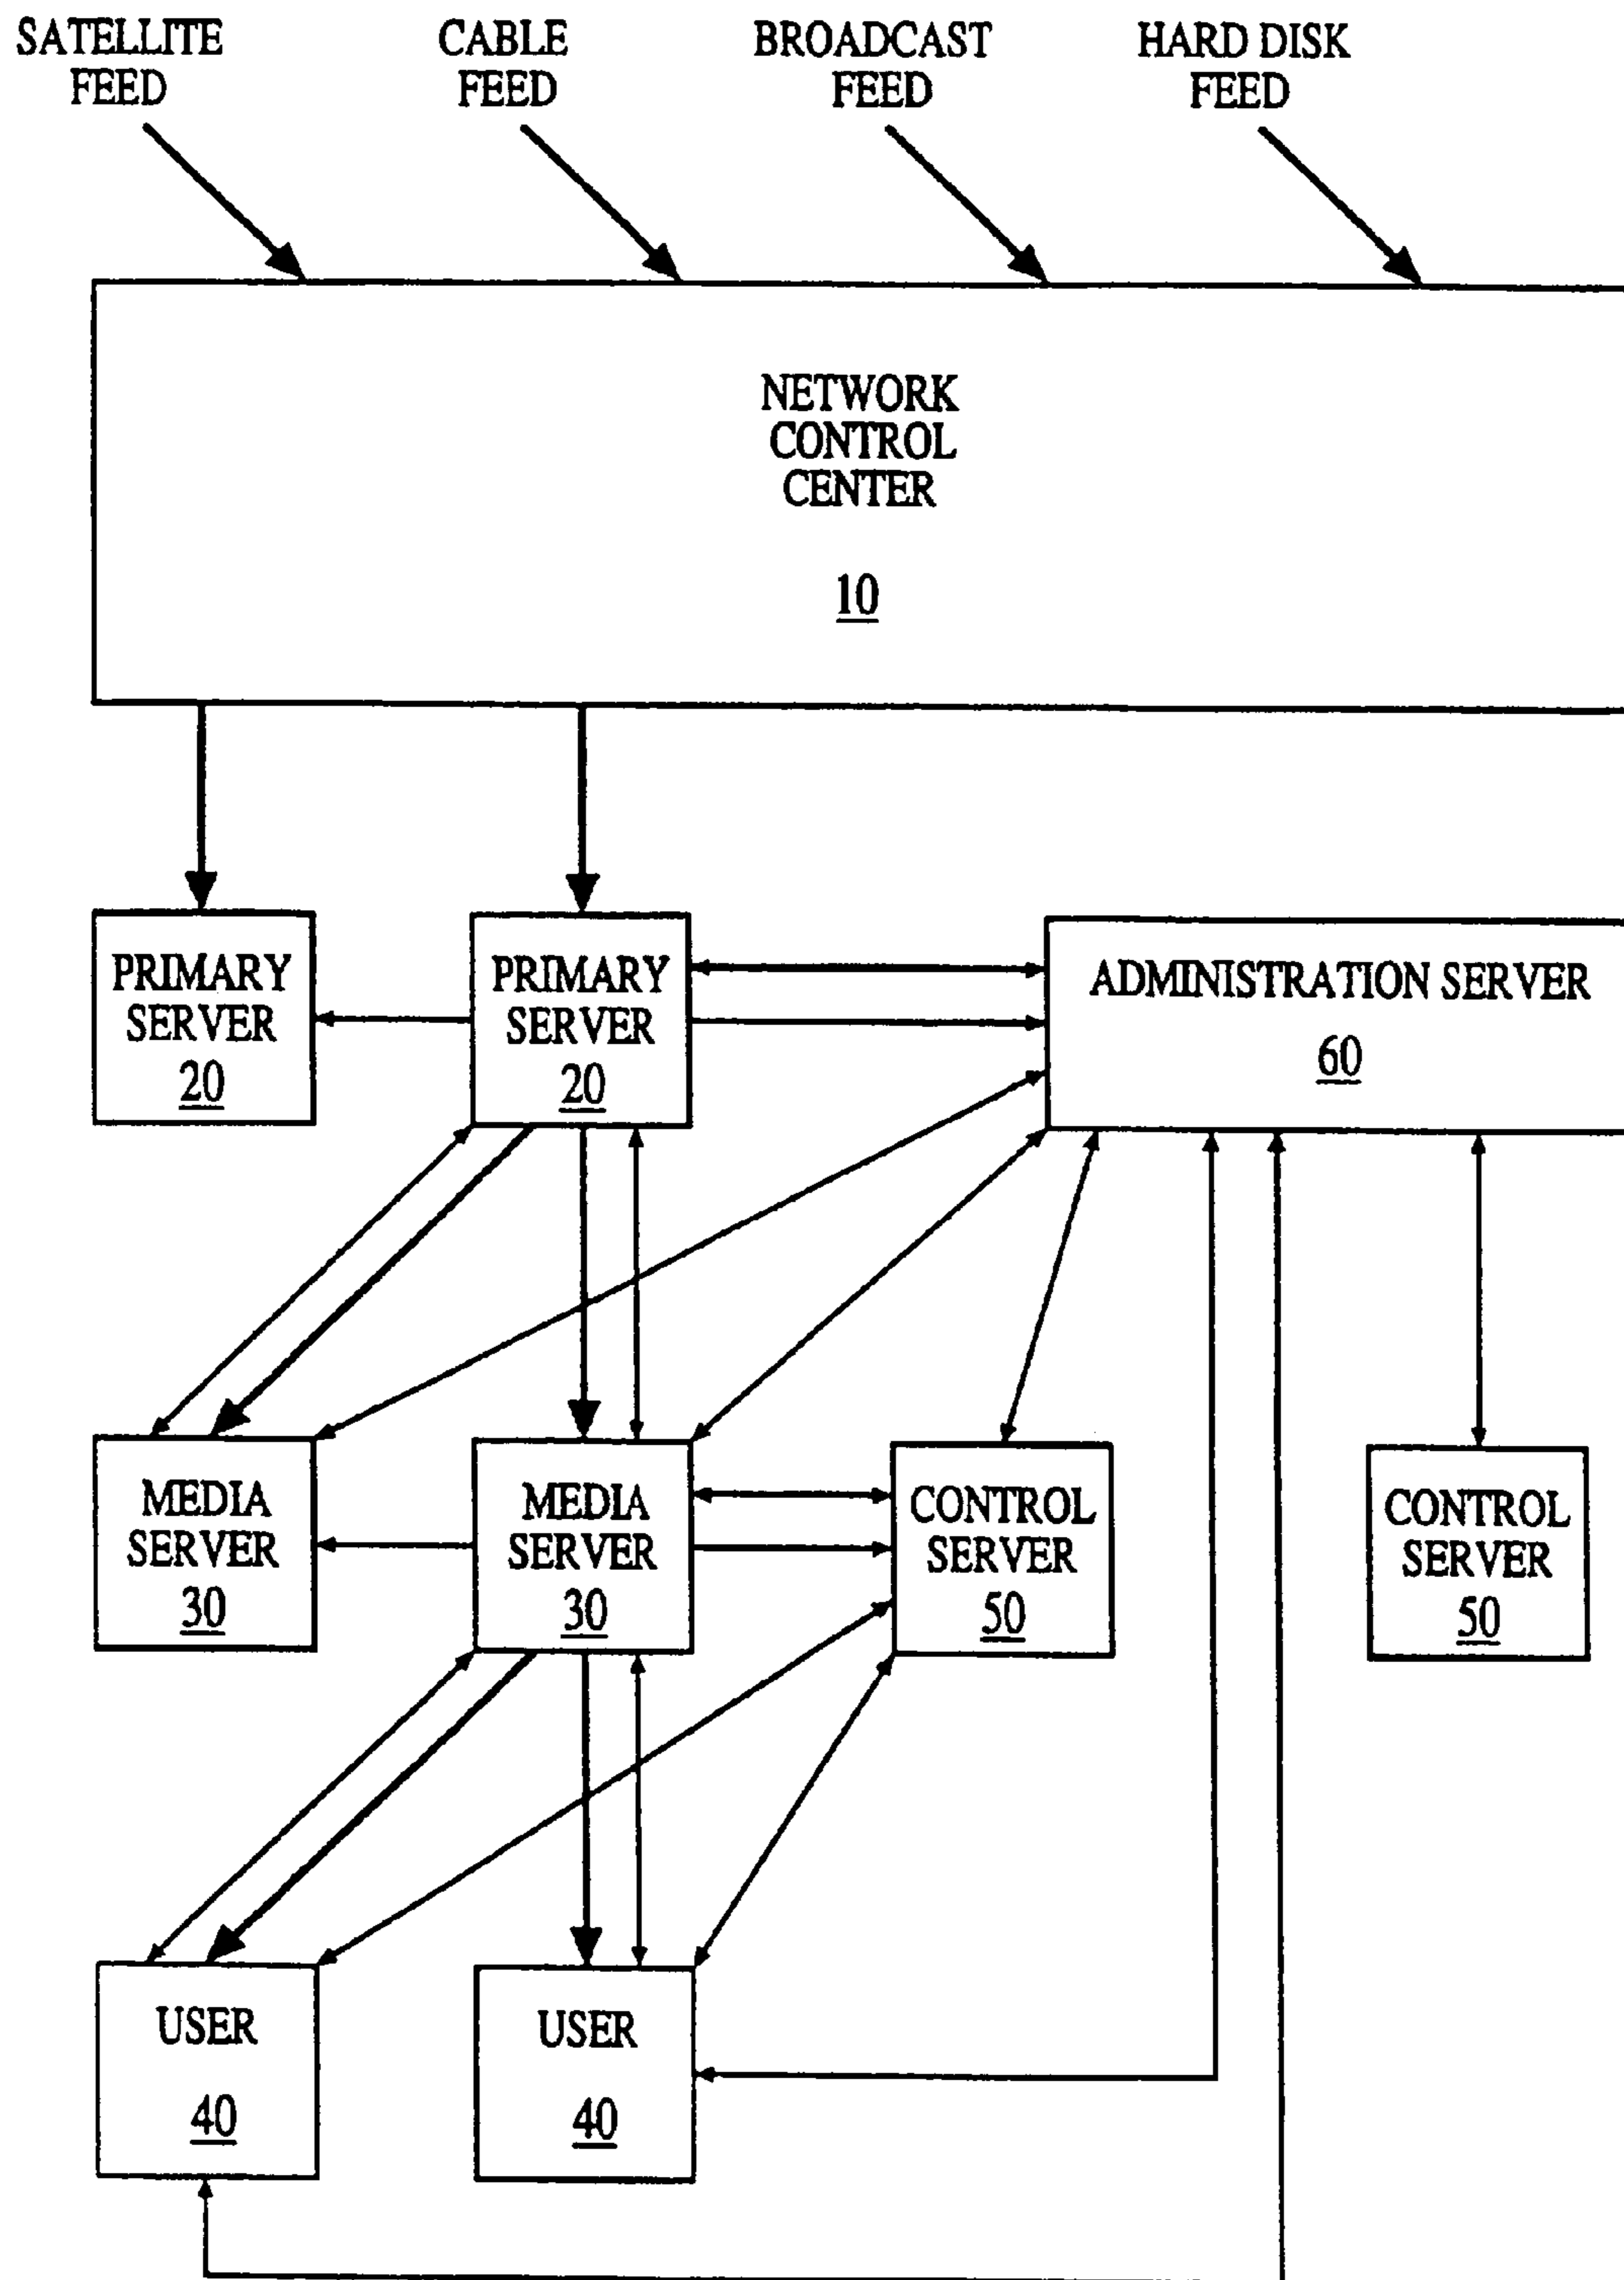 SATELLITE
FEED
CABLE
FEED
BROADCAST
FEED
HARD DISK
FEED
NETWORK
CONTROL
CENTER
10
PRIMARY
SERVER
20
PRIMARY
SERVER
20
ADMINISTRATION SERVER
60
MEDIA
SERVER
30
MEDIA
SERVER
30
CONTROL
SERVER
50
CONTROL
SERVER
50
USER
40
USER
40